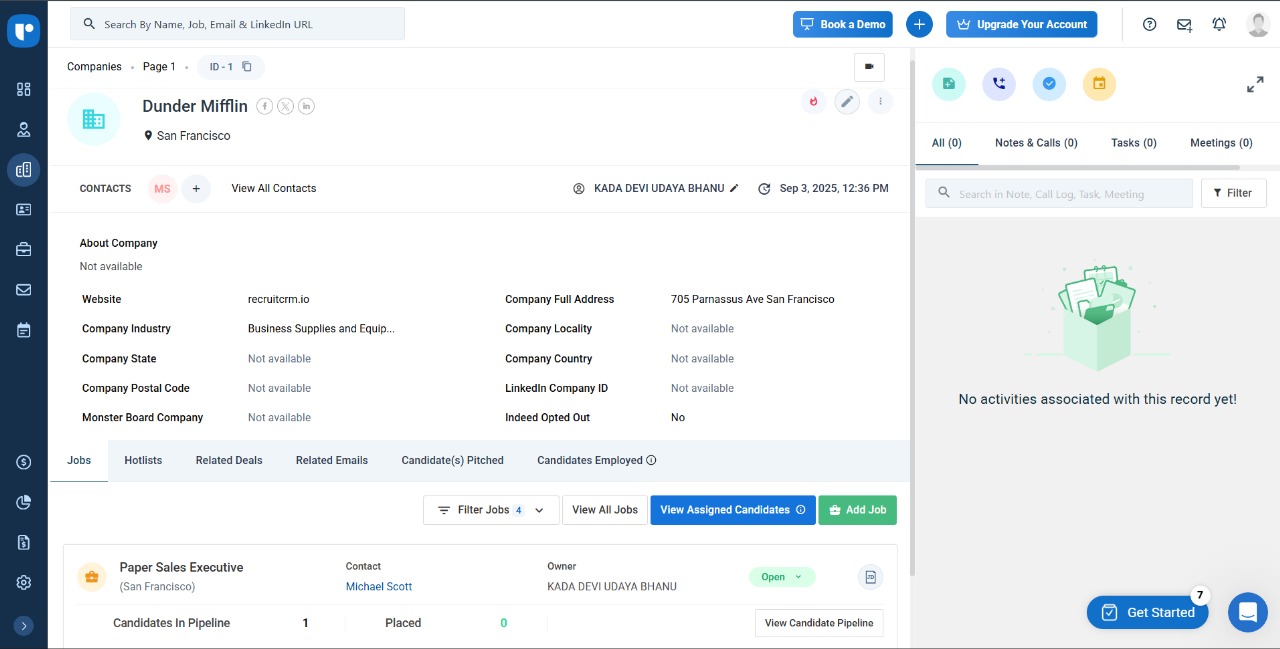 Search By Name, Job, Email & LinkedIn URL
Book a Demo
Upgrade Your Account
Companies • Page 1 • ID - 1
Dunder Mifflin
San Francisco
CONTACTS MS + View All Contacts
KADA DEVI UDAYA BHANU
Sep 3, 2025, 12:36 PM
About Company
Not available
Website recruitcrm.io Company Full Address 705 Parnassus Ave San Francisco
Company Industry Business Supplies and Equip... Company Locality Not available
Company State Not available Company Country Not available
Company Postal Code Not available LinkedIn Company ID Not available
Monster Board Company Not available Indeed Opted Out No
Jobs Hotlists Related Deals Related Emails Candidate(s) Pitched Candidates Employed
Filter Jobs 4 View All Jobs View Assigned Candidates Add Job
Paper Sales Executive Contact Owner
(San Francisco) Michael Scott KADA DEVI UDAYA BHANU
Open
Candidates In Pipeline 1 Placed 0 View Candidate Pipeline
All (0) Notes & Calls (0) Tasks (0) Meetings (0)
Search in Note, Call Log, Task, Meeting
Filter
No activities associated with this record yet!
Get Started
7